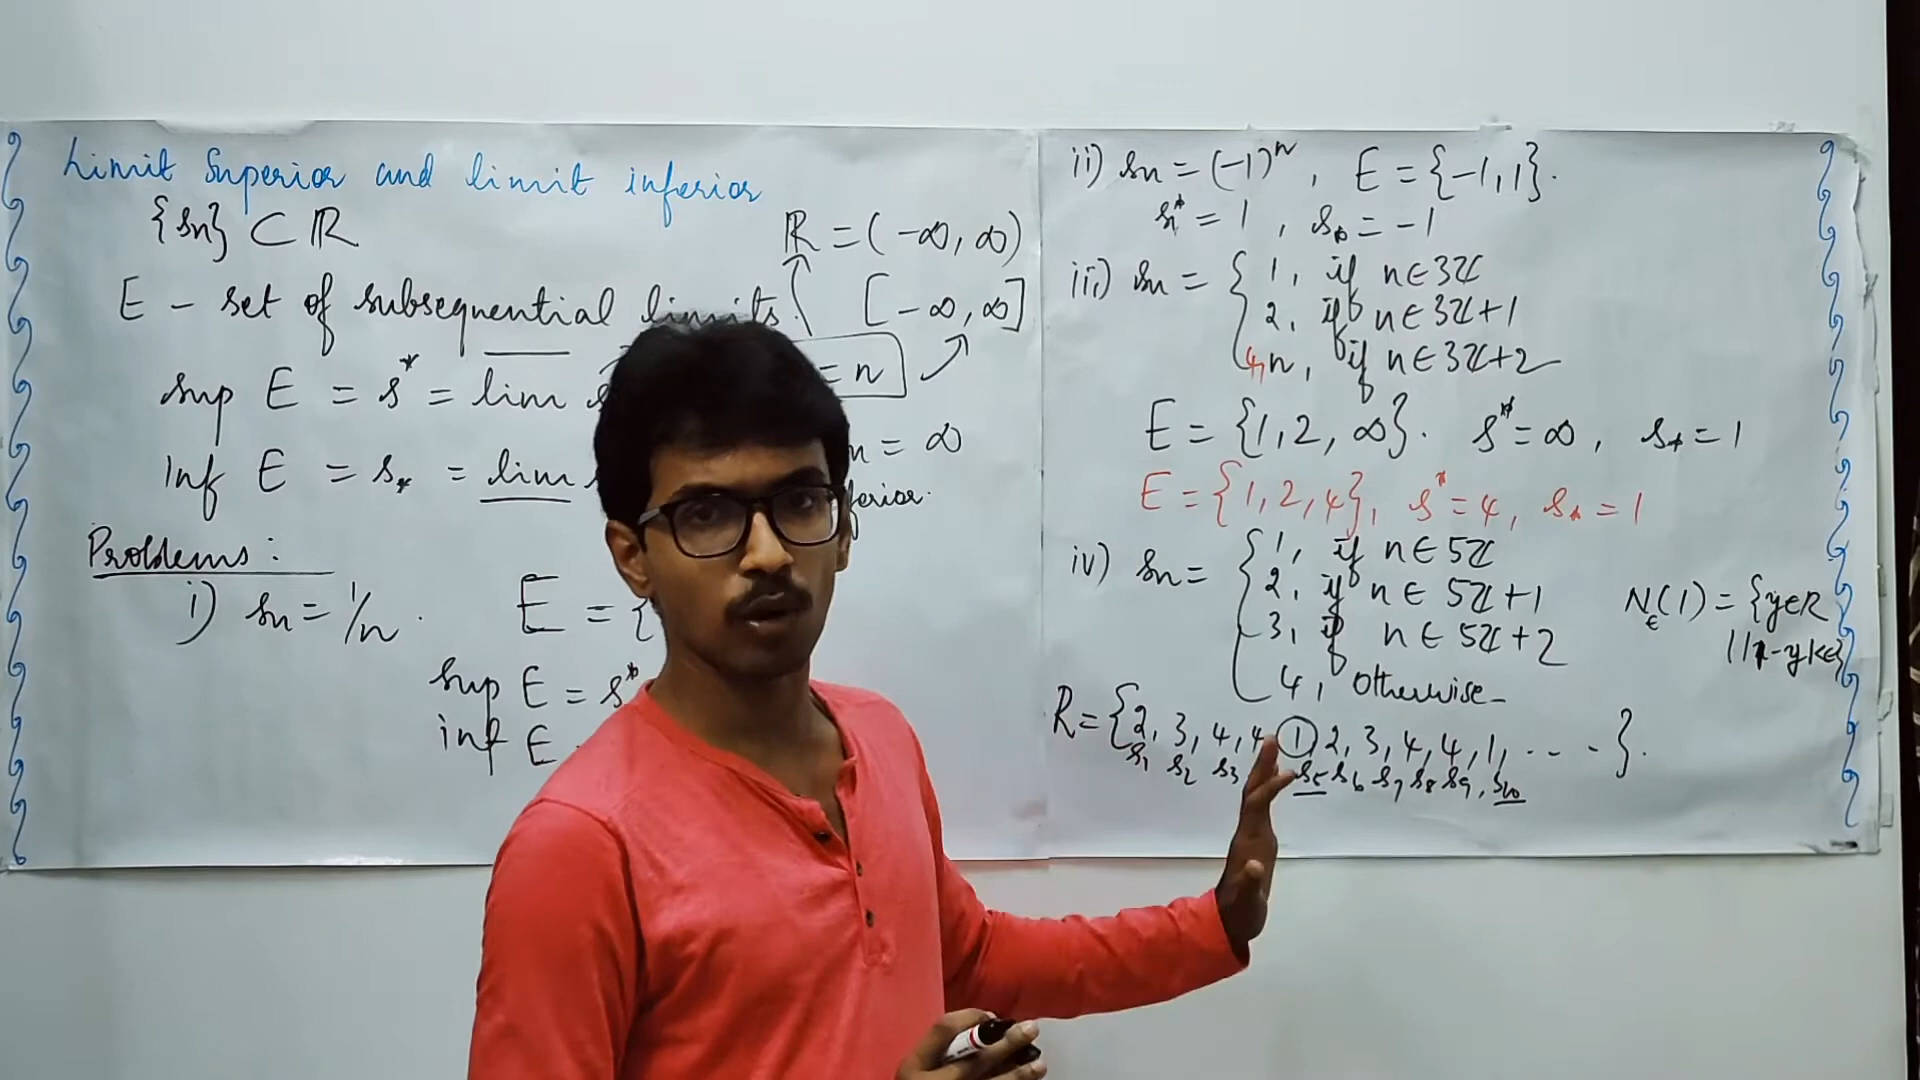 Limit Superior and limit inferior
{sn} ⊂ ℝ
ℝ = (-∞, ∞)
E - set of subsequential limits.
[-∞, ∞]
= n
sup E = s* = lim
n = ∞
inf E = s* = lim
ferior.
Problems:
i) sn = 1/n.
E = {
sup E = s*
inf E
ii) sn = (-1)ⁿ, E = {-1, 1}.
s* = 1, s* = -1
iii) sn = { 1, if n ∈ 3ℤ
2, if n ∈ 3ℤ+1
4, n, if n ∈ 3ℤ+2
E = {1, 2, ∞}. s* = ∞, s* = 1
E = {1, 2, 4}, s* = 4, s* = 1
iv) sn = { 1, if n ∈ 5ℤ
2, if n ∈ 5ℤ+1
3, if n ∈ 5ℤ+2
4, Otherwise
Nϵ(1) = {y∈R
||1-y|<ϵ}
R = {2, 3, 4, 4, 1, 2, 3, 4, 4, 1, ... }.
s1 s2 s3 s5 s6 s7 s8 s9, s10